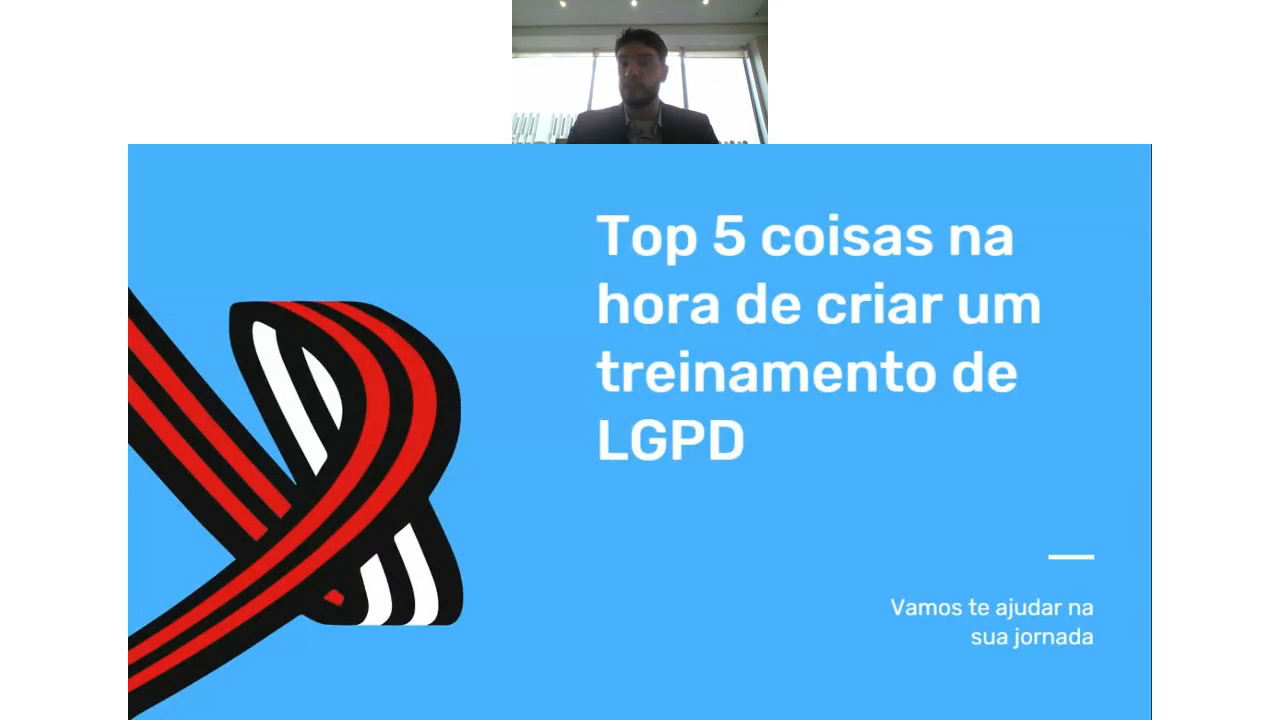 Top 5 coisas na
hora de criar um
treinamento de
LGPD
Vamos te ajudar na
sua jornada